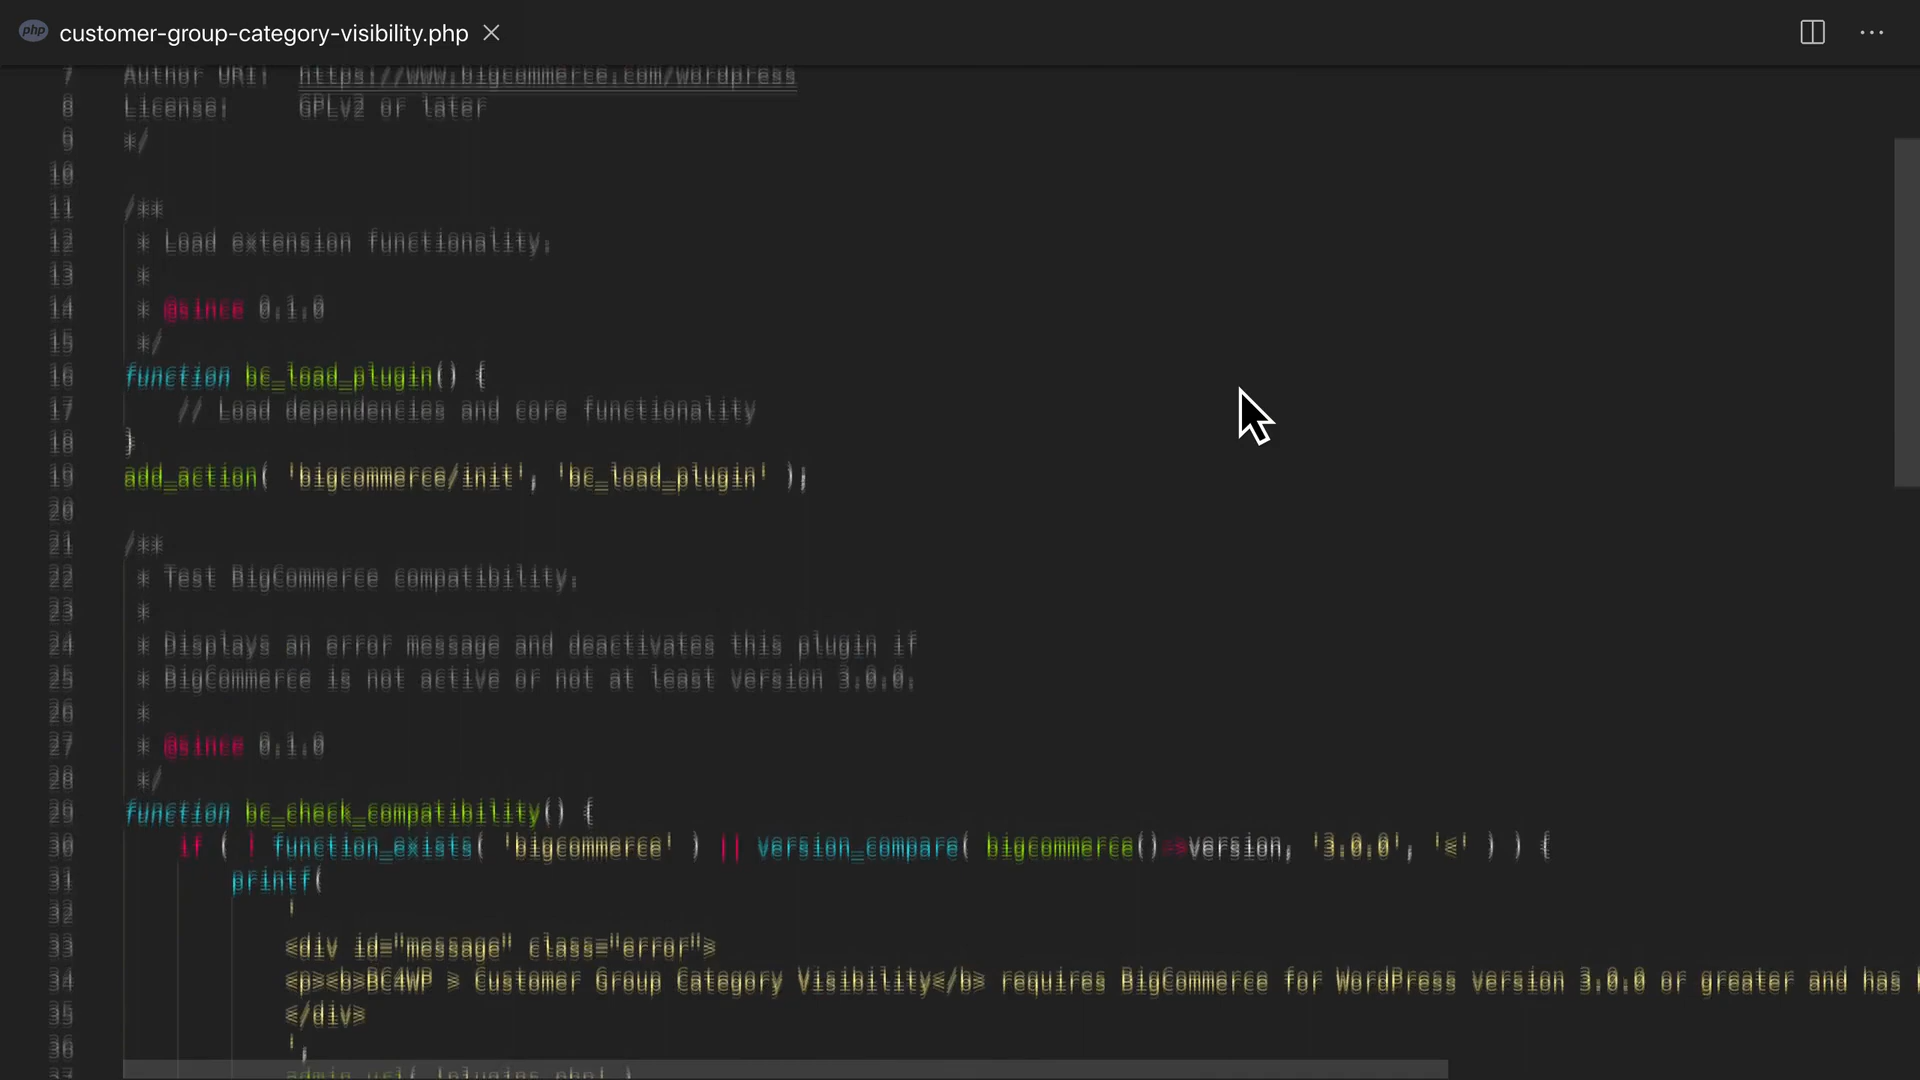 php customer-group-category-visibility.php
7 Author URI: https://www.bigcommerce.com/wordpress
8 License: GPLv2 or later
9 */
10
11 /**
12 * Load extension functionality.
13 *
14 * @since 0.1.0
15 */
16 function bc_load_plugin() {
17 // Load dependencies and core functionality
18 }
19 add_action( 'bigcommerce/init', 'bc_load_plugin' );
20
21 /**
22 * Test BigCommerce compatibility.
23 *
24 * Displays an error message and deactivates this plugin if
25 * BigCommerce is not active or not at least version 3.0.0.
26 *
27 * @since 0.1.0
28 */
29 function bc_check_compatibility() {
30 if ( ! function_exists( 'bigcommerce' ) || version_compare( bigcommerce()->version, '3.0.0', '<' ) ) {
31 printf(
32 '
33 <div id="message" class="error">
34 <p><b>BC4WP > Customer Group Category Visibility</b> requires BigCommerce for WordPress version 3.0.0 or greater and has
35 </div>
36 ',
37 admin_url( 'plugins.php' )